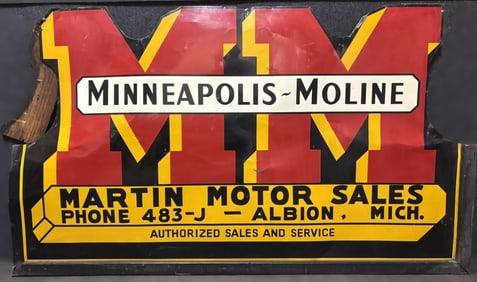 MM
MINNEAPOLIS-MOLINE
MARTIN MOTOR SALES
PHONE 483-J — ALBION, MICH.
AUTHORIZED SALES AND SERVICE